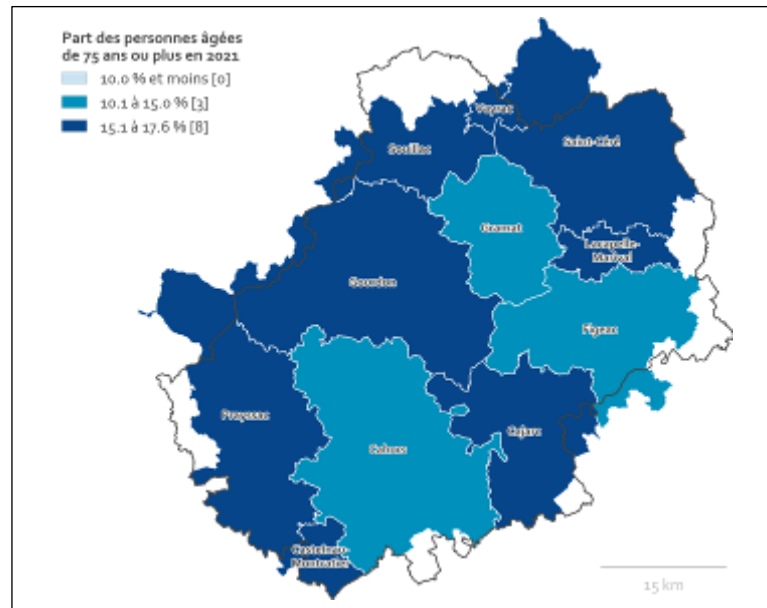 Part des personnes âgées
de 75 ans ou plus en 2021
10.0 % et moins [0]
10.1 à 15.0 % [3]
15.1 à 17.6 % [8]
Vayrac
Souillac
Saint-Céré
Gramat
Lacapelle-
Marival
Gourdon
Figeac
Prayssac
Cajarc
Cahors
Castelnau-
Montratier
15 km